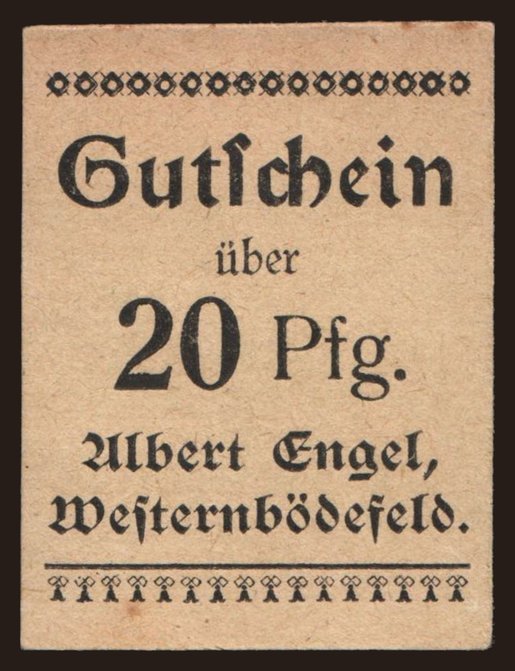 Gutſchein
über
20 Pfg.
Albert Engel,
Weſternbödefeld.